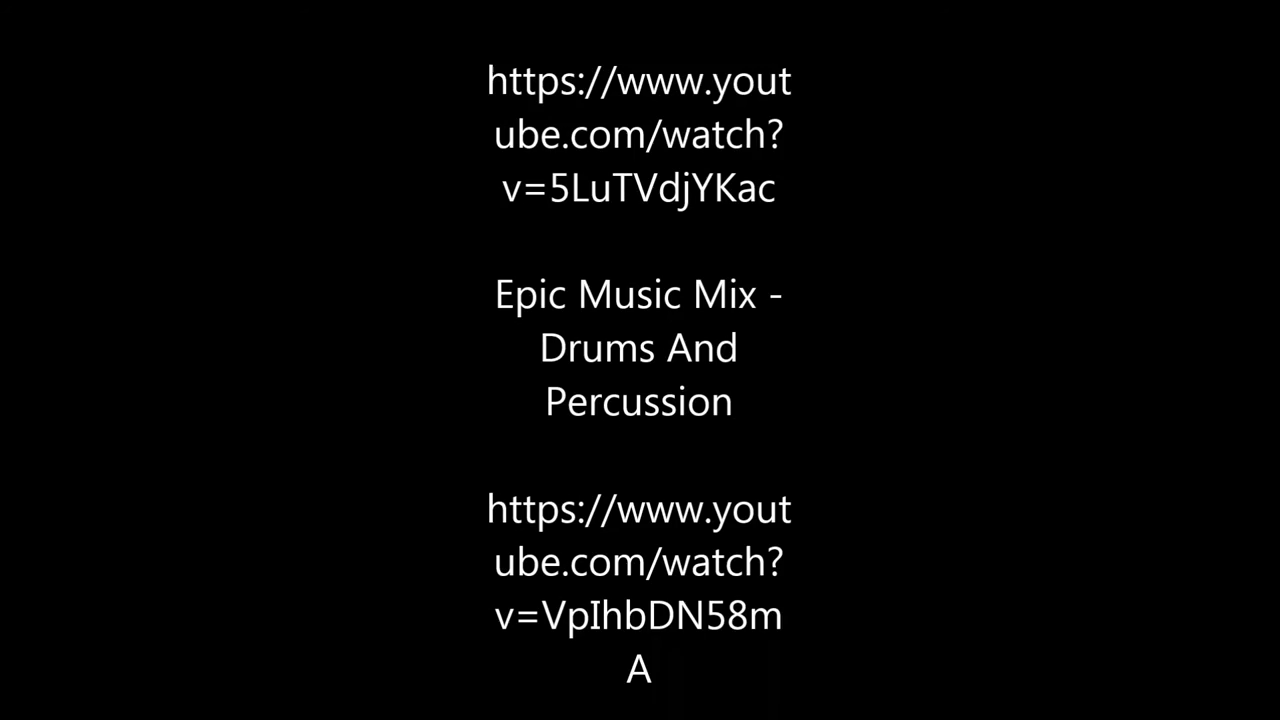 https://www.yout
ube.com/watch?
v=5LuTVdjYKac
Epic Music Mix -
Drums And
Percussion
https://www.yout
ube.com/watch?
v=VpIhbDN58m
A